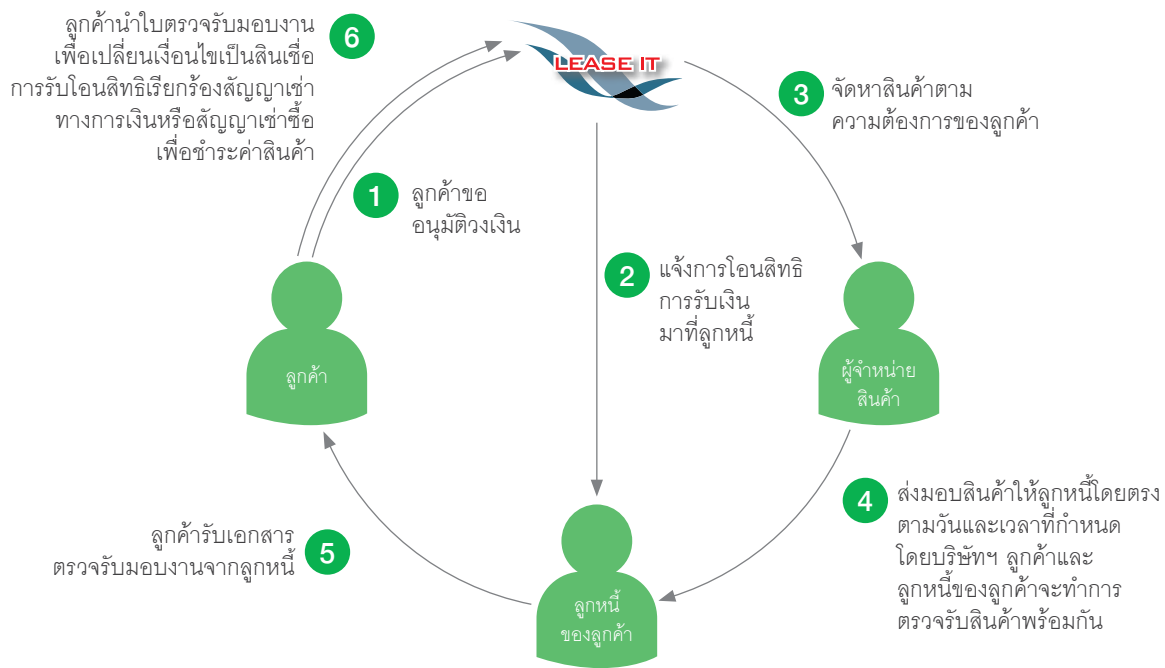 ลูกค้านำใบตรวจรับมอบงาน
เพื่อเปลี่ยนเงื่อนไขเป็นสินเชื่อ
การรับโอนสิทธิเรียกร้องสัญญาเช่า
ทางการเงินหรือสัญญาเช่าซื้อ
เพื่อชำระค่าสินค้า
6
LEASE IT
3
จัดหาสินค้าตาม
ความต้องการของลูกค้า
1
ลูกค้าขอ
อนุมัติวงเงิน
2
แจ้งการโอนสิทธิ
การรับเงิน
มาที่ลูกหนี้
ลูกค้า
ผู้จำหน่าย
สินค้า
4
ส่งมอบสินค้าให้ลูกหนี้โดยตรง
ตามวันและเวลาที่กำหนด
โดยบริษัทฯ ลูกค้าและ
ลูกหนี้ของลูกค้าจะทำการ
ตรวจรับสินค้าพร้อมกัน
ลูกค้ารับเอกสาร
ตรวจรับมอบงานจากลูกหนี้
5
ลูกหนี้
ของลูกค้า